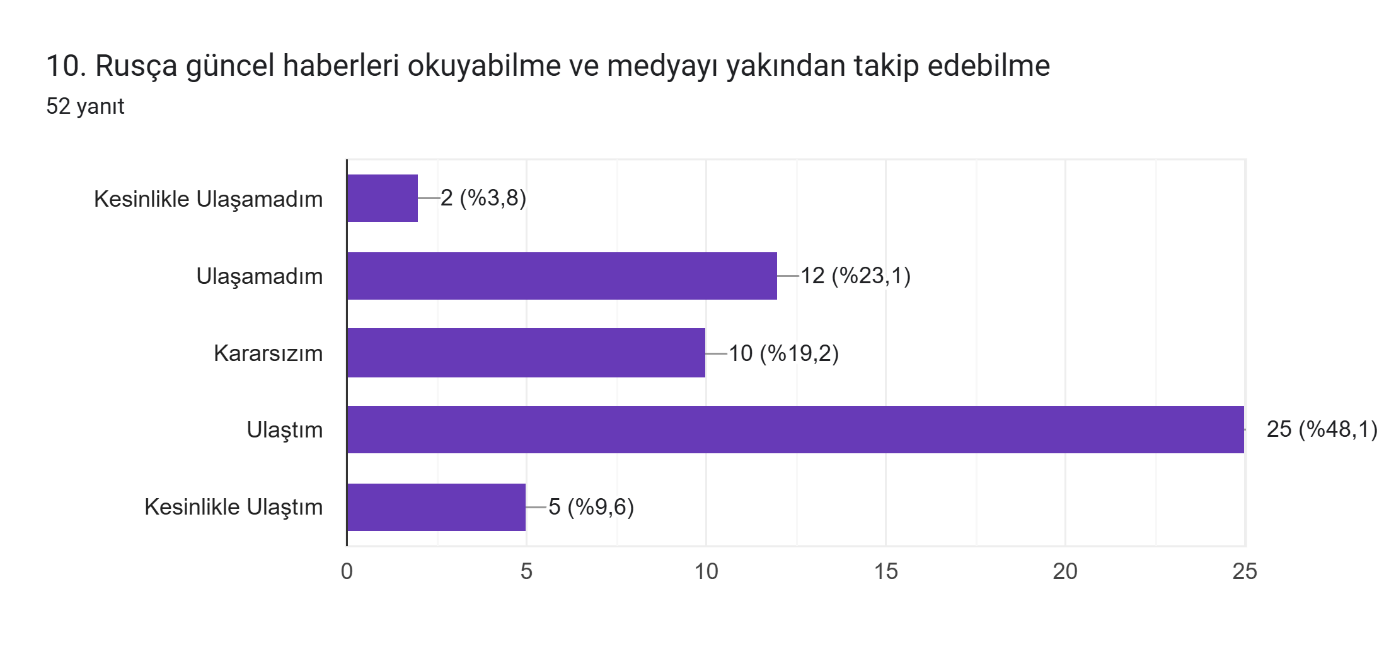 10. Rusça güncel haberleri okuyabilme ve medyayı yakından takip edebilme
52 yanıt
Kesinlikle Ulaşamadım 2 (%3,8)
Ulaşamadım 12 (%23,1)
Kararsızım 10 (%19,2)
Ulaştım 25 (%48,1)
Kesinlikle Ulaştım 5 (%9,6)
0 5 10 15 20 25